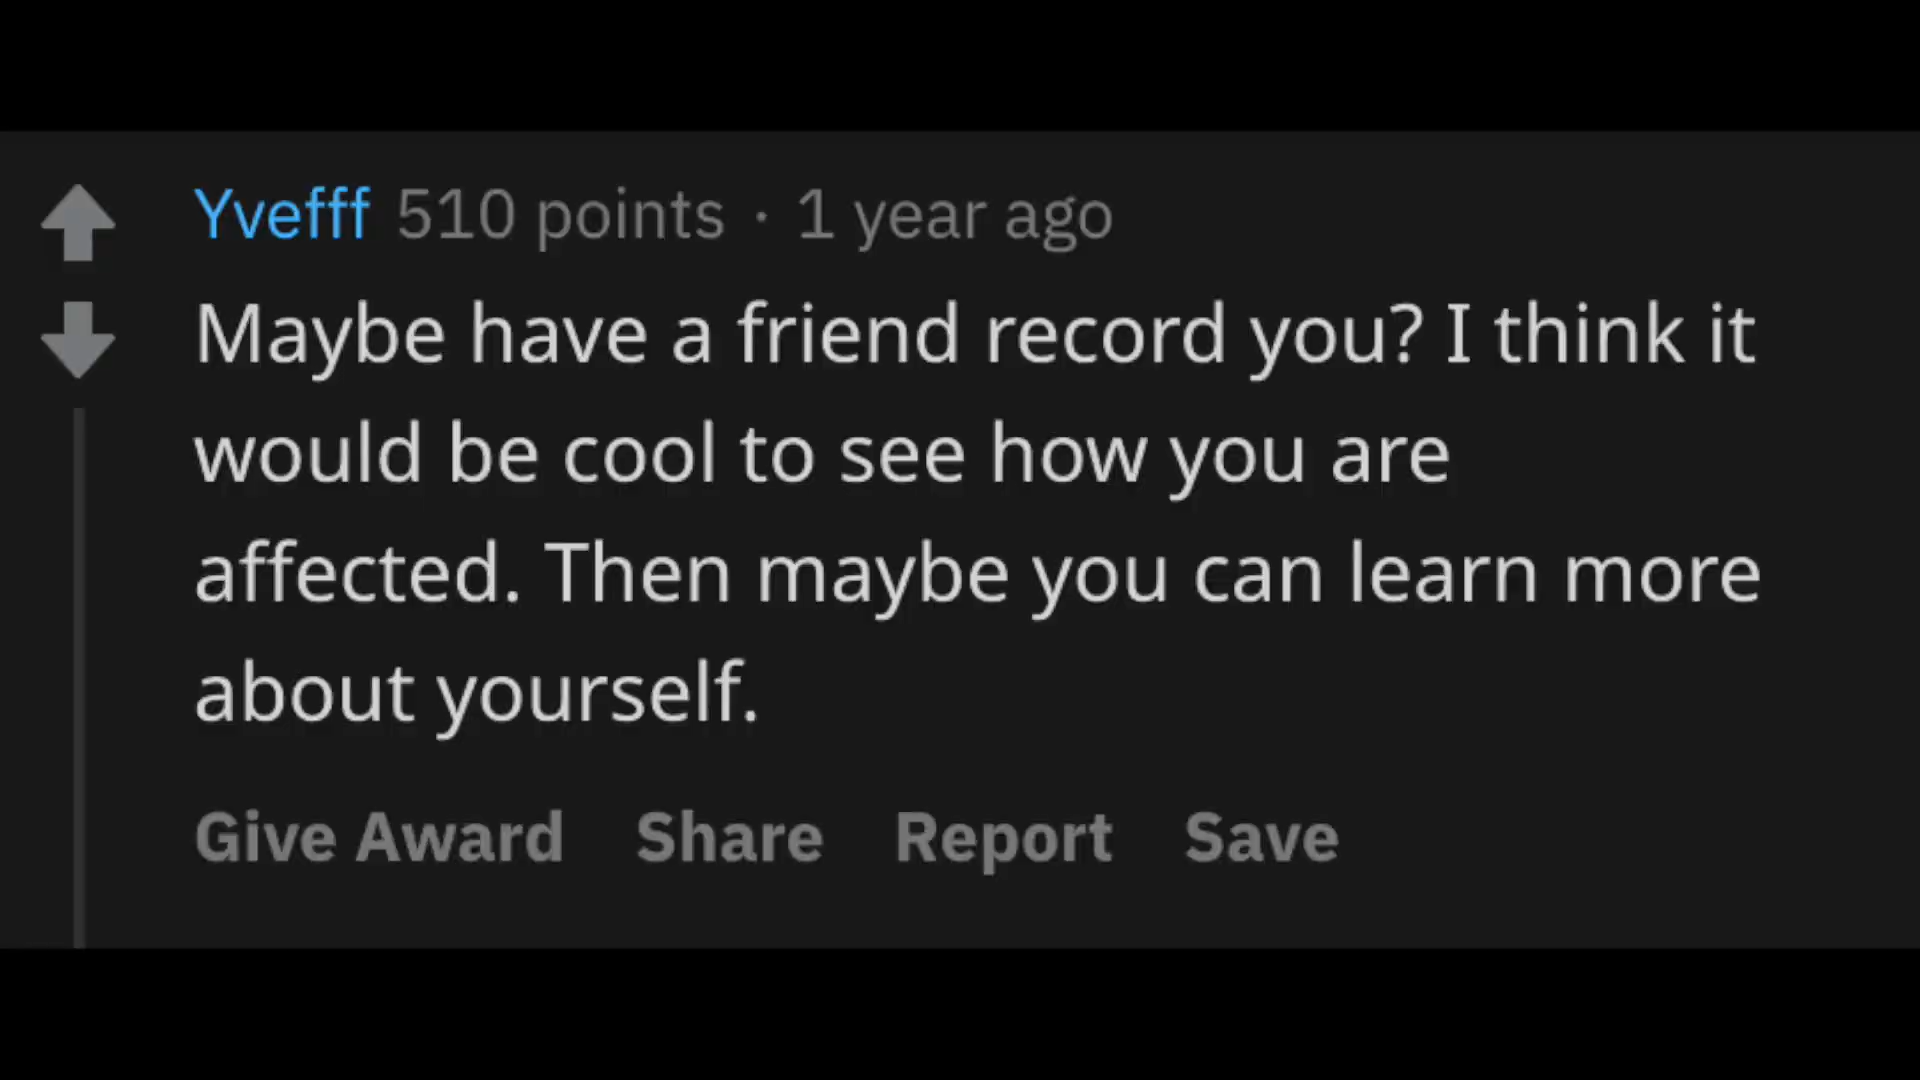 Yvefff 510 points · 1 year ago
Maybe have a friend record you? I think it
would be cool to see how you are
affected. Then maybe you can learn more
about yourself.
Give Award Share Report Save